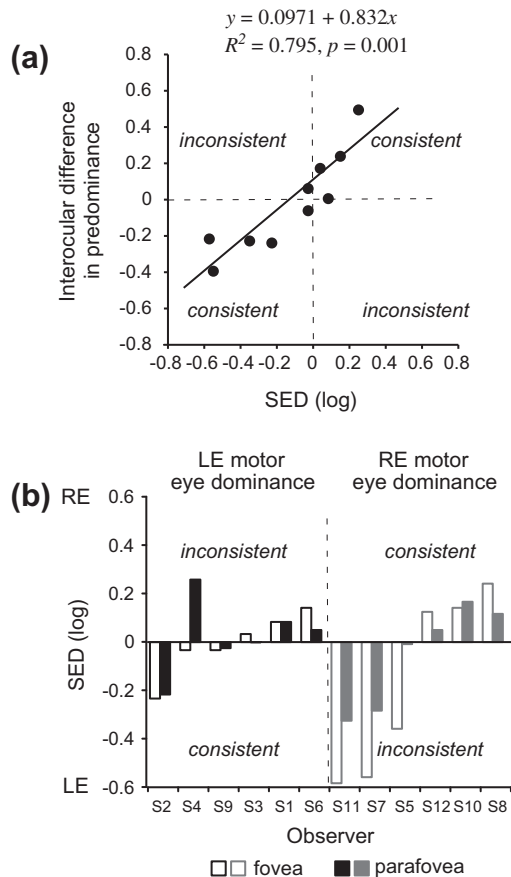 y = 0.0971 + 0.832x
R² = 0.795, p = 0.001
(a)
Interocular difference
in predominance
0.8
0.6
0.4
0.2
0
-0.2
-0.4
-0.6
-0.8
inconsistent
consistent
consistent
inconsistent
-0.8 -0.6 -0.4 -0.2 0 0.2 0.4 0.6 0.8
SED (log)
(b)
LE motor
eye dominance
RE motor
eye dominance
RE
LE
SED (log)
0.6
0.4
0.2
0
-0.2
-0.4
-0.6
inconsistent
consistent
consistent
inconsistent
S2 S4 S9 S3 S1 S6 S11 S7 S5 S12 S10 S8
Observer
fovea parafovea